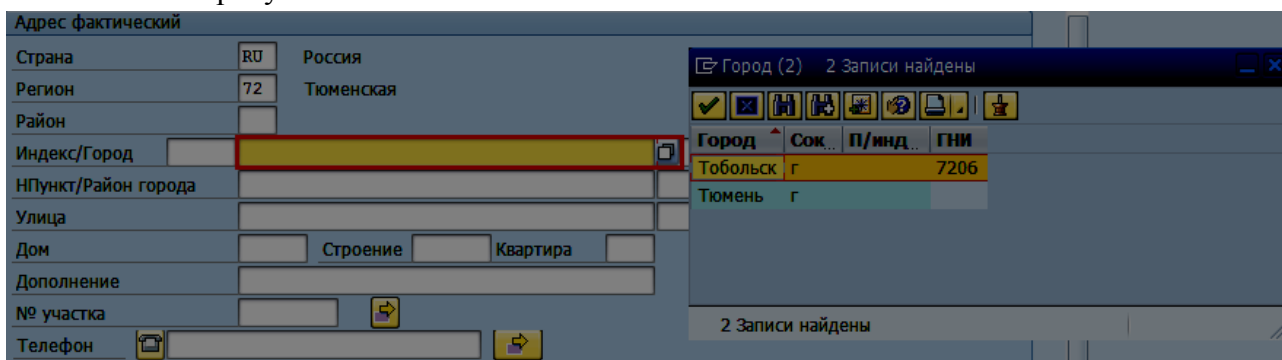 Адрес фактический
Страна RU Россия
Регион 72 Тюменская
Район
Индекс/Город
НПункт/Район города
Улица
Дом Строение Квартира
Дополнение
№ участка
Телефон
Город (2) 2 Записи найдены
Город Сок... П/инд... ГНИ
Тобольск г 7206
Тюмень г
2 Записи найдены